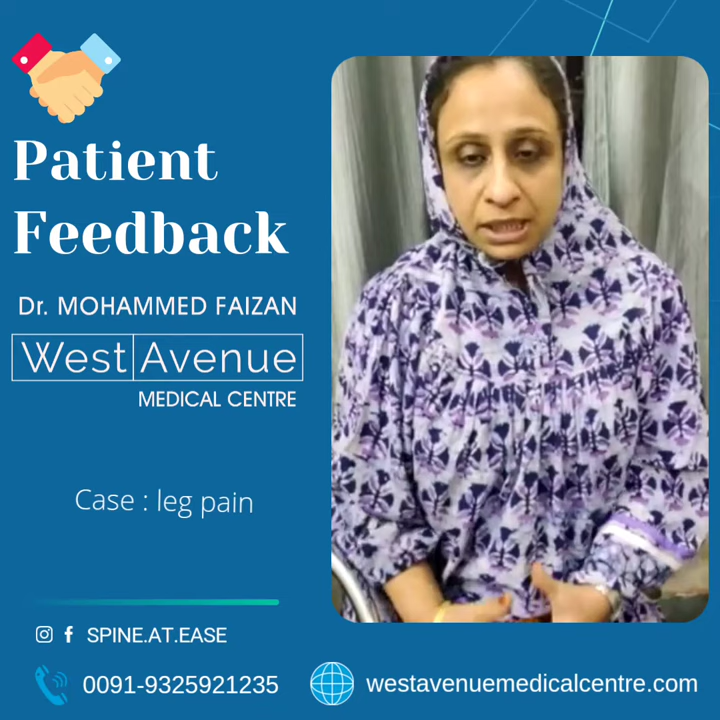 Patient
Feedback
Dr. MOHAMMED FAIZAN
West Avenue
MEDICAL CENTRE
Case : leg pain
SPINE.AT.EASE
0091-9325921235
westavenuemedicalcentre.com